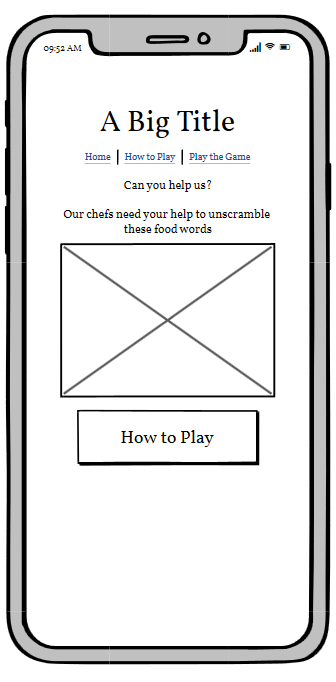 09:52 AM
A Big Title
Home | How to Play | Play the Game
Can you help us?
Our chefs need your help to unscramble
these food words
How to Play